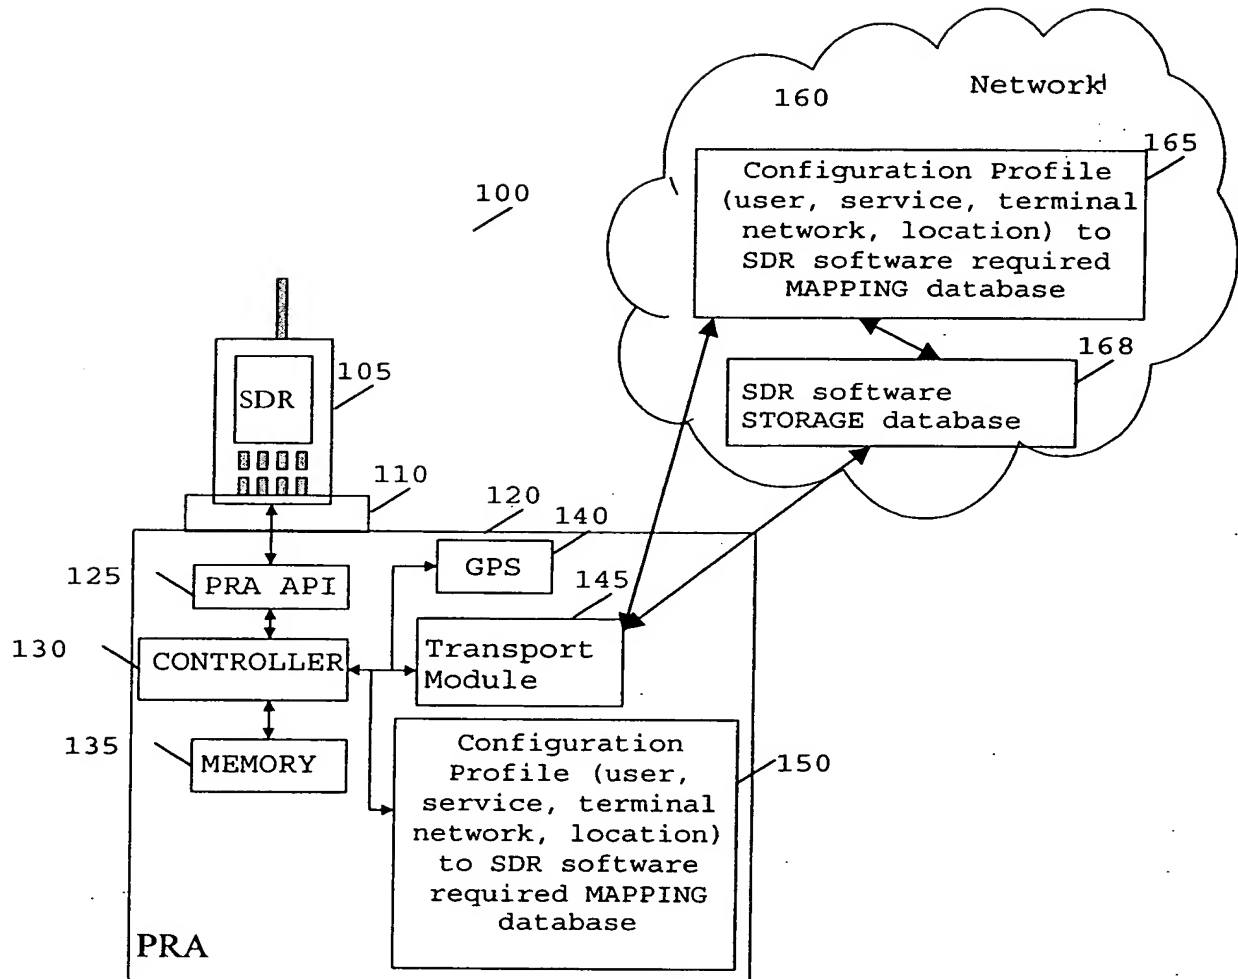 Network
160
165
Configuration Profile
(user, service, terminal
network, location) to
SDR software required
MAPPING database
100
168
SDR software
STORAGE database
105
SDR
110
120
140
GPS
125
PRA API
145
130
CONTROLLER
Transport
Module
135
MEMORY
150
Configuration
Profile (user,
service, terminal
network, location)
to SDR software
required MAPPING
database
PRA